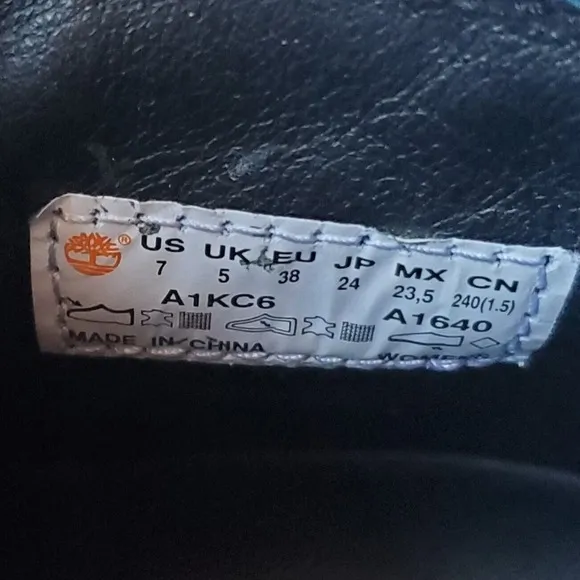 ® US UK EU JP MX CN
7 5 38 24 23,5 240(1.5)
A1KC6 A1640
MADE IN CHINA WOMENS